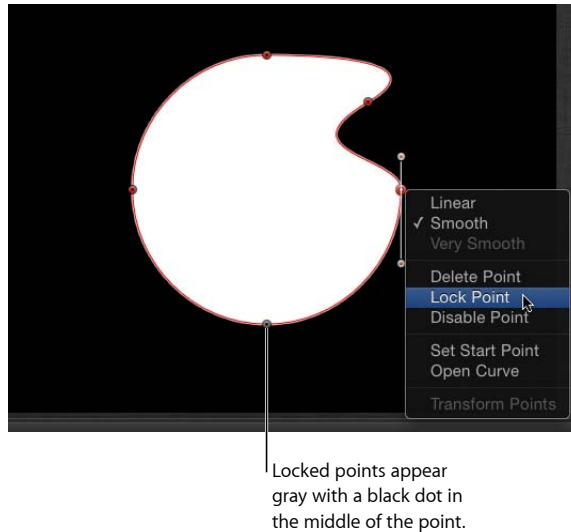 Linear
✓ Smooth
Very Smooth
Delete Point
Lock Point
Disable Point
Set Start Point
Open Curve
Transform Points
Locked points appear
gray with a black dot in
the middle of the point.